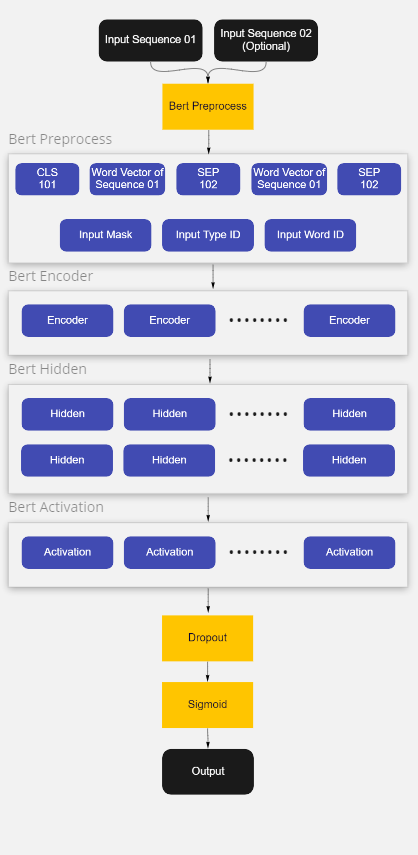 Input Sequence 01
Input Sequence 02
(Optional)
Bert Preprocess
Bert Preprocess
CLS
101
Word Vector of
Sequence 01
SEP
102
Word Vector of
Sequence 01
SEP
102
Input Mask
Input Type ID
Input Word ID
Bert Encoder
Encoder
Encoder
Encoder
Bert Hidden
Hidden
Hidden
Hidden
Hidden
Hidden
Hidden
Bert Activation
Activation
Activation
Activation
Dropout
Sigmoid
Output